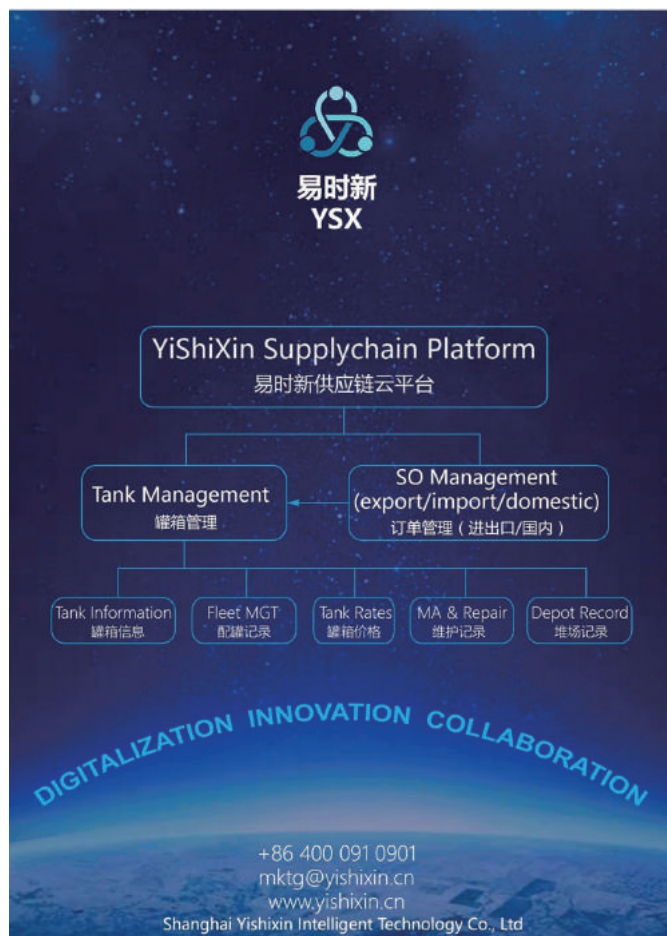 易时新
YSX
YiShiXin Supplychain Platform
易时新供应链云平台
Tank Management
罐箱管理
SO Management
(export/import/domestic)
订单管理（进出口/国内）
Tank Information
罐箱信息
Fleet MGT
配罐记录
Tank Rates
罐箱价格
MA & Repair
维护记录
Depot Record
堆场记录
DIGITALIZATION INNOVATION COLLABORATION
+86 400 091 0901
mktg@yishixin.cn
www.yishixin.cn
Shanghai Yishixin Intelligent Technology Co., Ltd